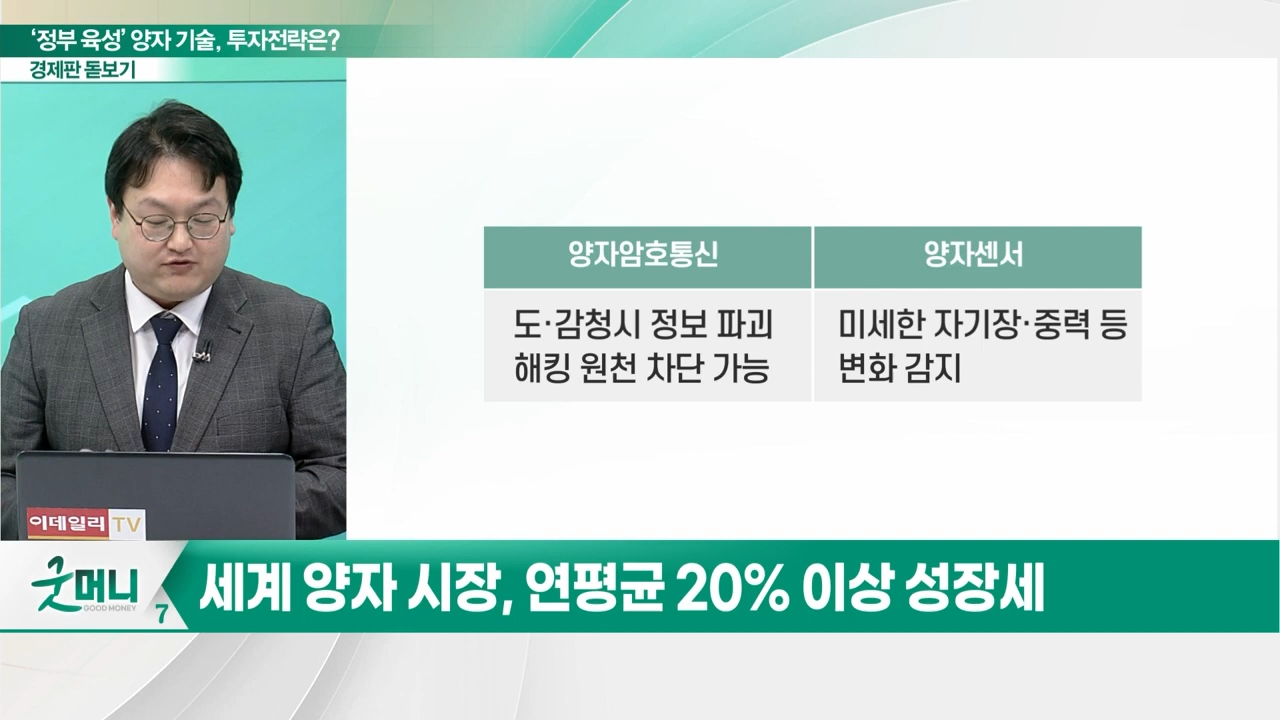 ‘정부 육성’ 양자 기술, 투자전략은?
경제판 돋보기
양자암호통신
양자센서
도·감청시 정보 파괴
해킹 원천 차단 가능
미세한 자기장·중력 등
변화 감지
이데일리TV
굿머니
GOOD MONEY
7
세계 양자 시장, 연평균 20% 이상 성장세